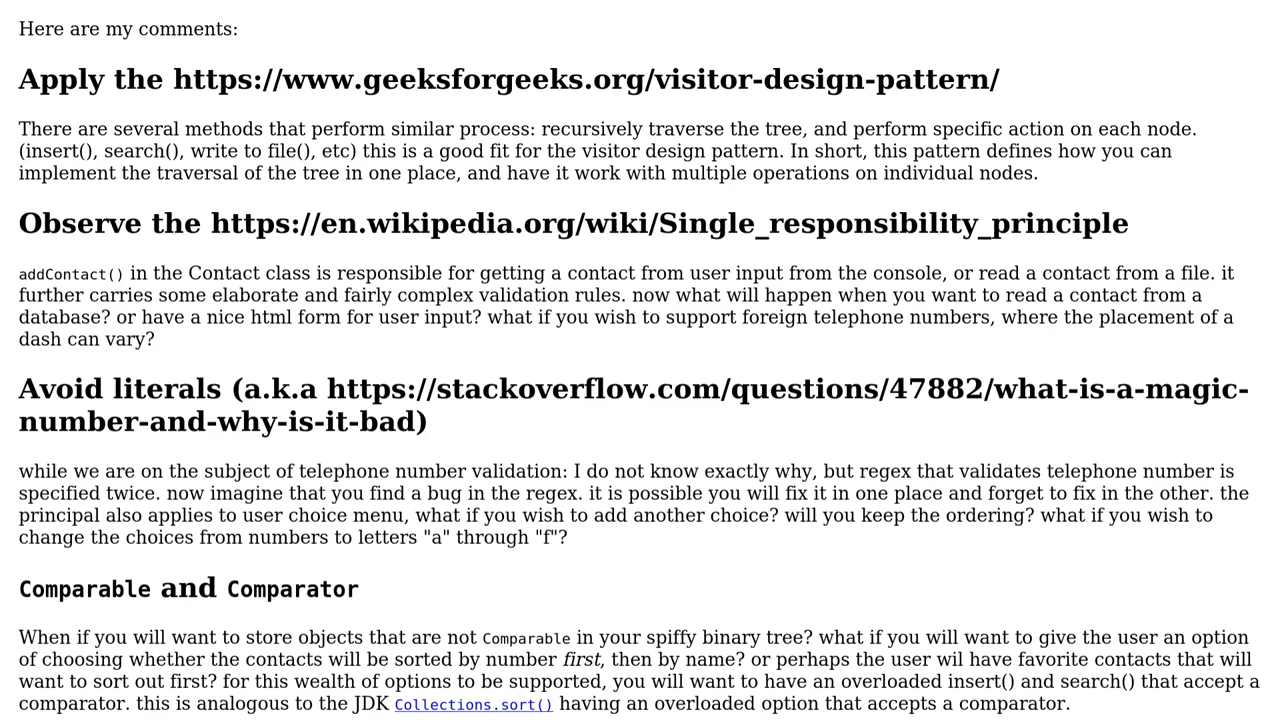 Here are my comments:
Apply the https://www.geeksforgeeks.org/visitor-design-pattern/
There are several methods that perform similar process: recursively traverse the tree, and perform specific action on each node.
(insert(), search(), write to file(), etc) this is a good fit for the visitor design pattern. In short, this pattern defines how you can
implement the traversal of the tree in one place, and have it work with multiple operations on individual nodes.
Observe the https://en.wikipedia.org/wiki/Single_responsibility_principle
addContact() in the Contact class is responsible for getting a contact from user input from the console, or read a contact from a file. it
further carries some elaborate and fairly complex validation rules. now what will happen when you want to read a contact from a
database? or have a nice html form for user input? what if you wish to support foreign telephone numbers, where the placement of a
dash can vary?
Avoid literals (a.k.a https://stackoverflow.com/questions/47882/what-is-a-magic-
number-and-why-is-it-bad)
while we are on the subject of telephone number validation: I do not know exactly why, but regex that validates telephone number is
specified twice. now imagine that you find a bug in the regex. it is possible you will fix it in one place and forget to fix in the other. the
principal also applies to user choice menu, what if you wish to add another choice? will you keep the ordering? what if you wish to
change the choices from numbers to letters "a" through "f"?
Comparable and Comparator
When if you will want to store objects that are not Comparable in your spiffy binary tree? what if you will want to give the user an option
of choosing whether the contacts will be sorted by number first, then by name? or perhaps the user wil have favorite contacts that will
want to sort out first? for this wealth of options to be supported, you will want to have an overloaded insert() and search() that accept a
comparator. this is analogous to the JDK Collections.sort() having an overloaded option that accepts a comparator.